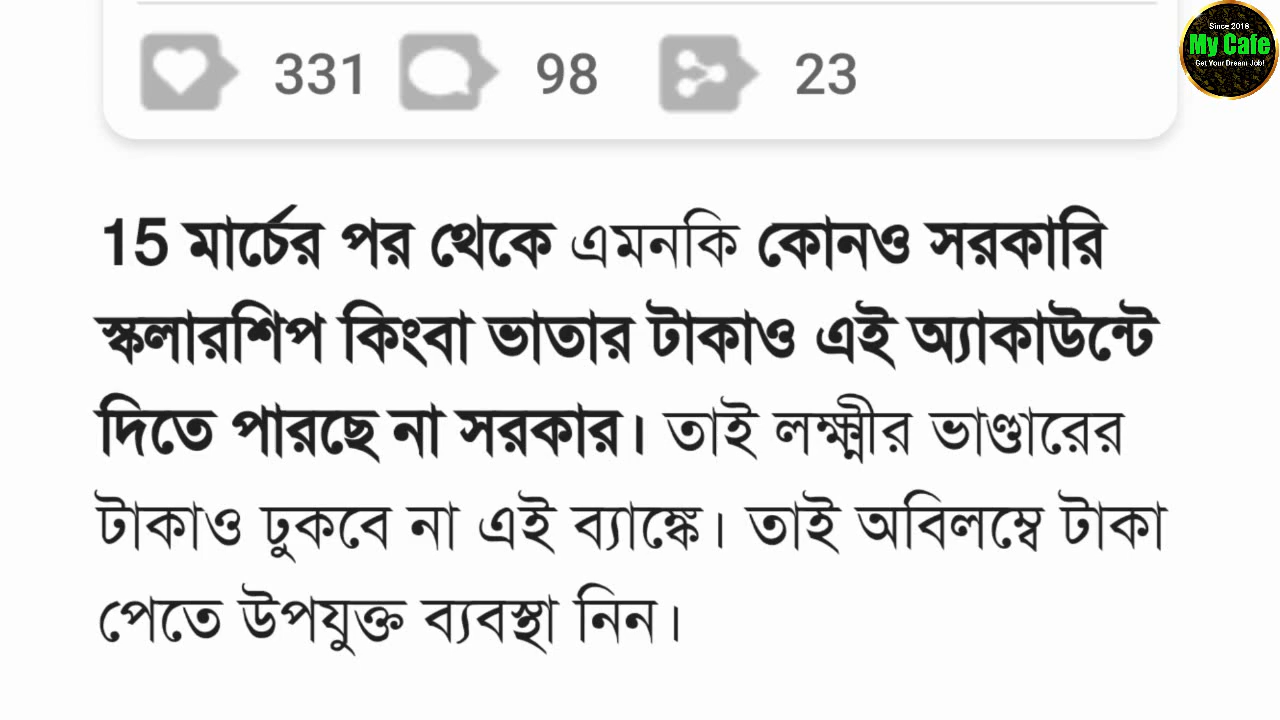 Since 2018
My Cafe
Get Your Dream Job!
331 98 23
15 মার্চের পর থেকে এমনকি কোনও সরকারি
স্কলারশিপ কিংবা ভাতার টাকাও এই অ্যাকাউন্টে
দিতে পারছে না সরকার। তাই লক্ষ্মীর ভাণ্ডারের
টাকাও ঢুকবে না এই ব্যাঙ্কে। তাই অবিলম্বে টাকা
পেতে উপযুক্ত ব্যবস্থা নিন।